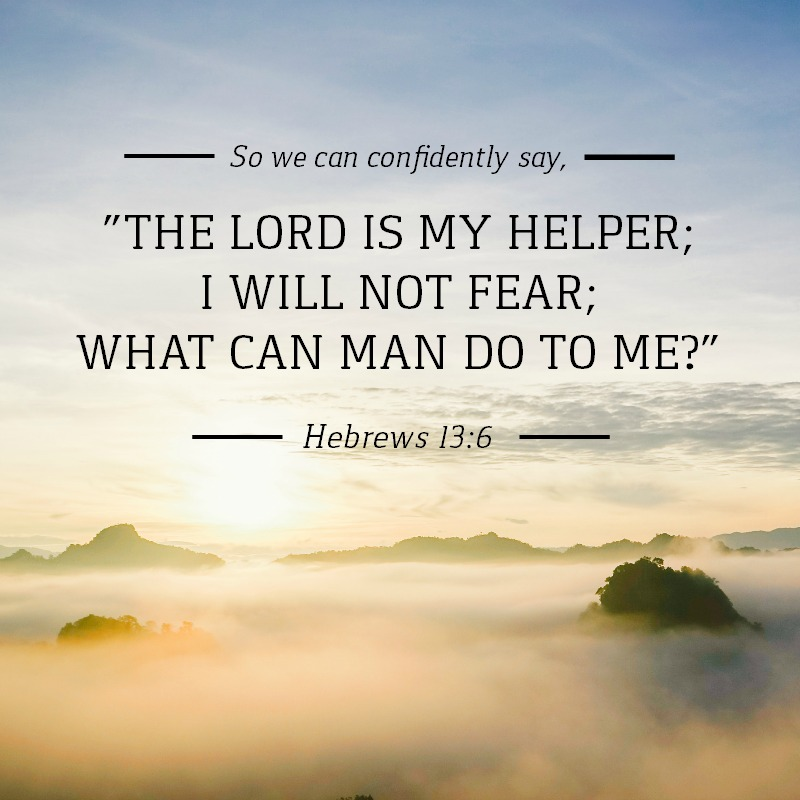 So we can confidently say,
"THE LORD IS MY HELPER;
I WILL NOT FEAR;
WHAT CAN MAN DO TO ME?"
Hebrews 13:6